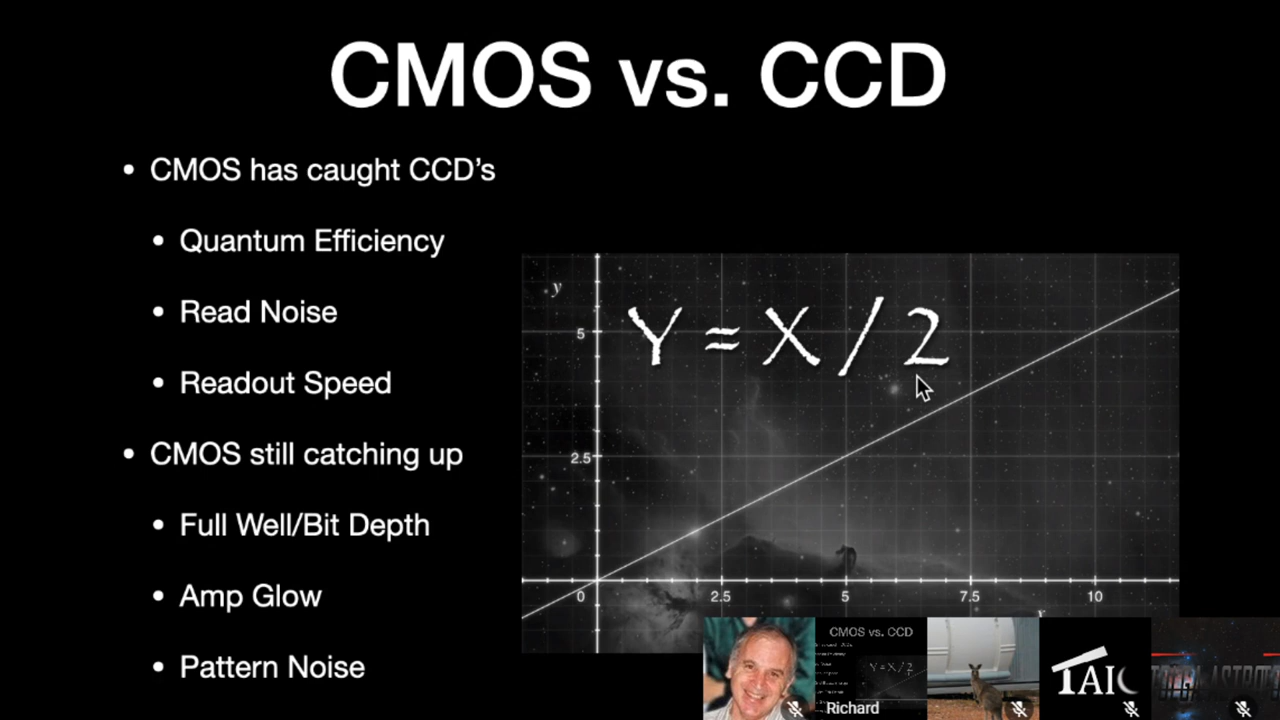 CMOS vs. CCD
• CMOS has caught CCD's
• Quantum Efficiency
• Read Noise
• Readout Speed
• CMOS still catching up
• Full Well/Bit Depth
• Amp Glow
• Pattern Noise
y
Y = X / 2
5
2.5
0 2.5 5 7.5 10
x
CMOS vs. CCD
Y=X/2
Richard
TAIC